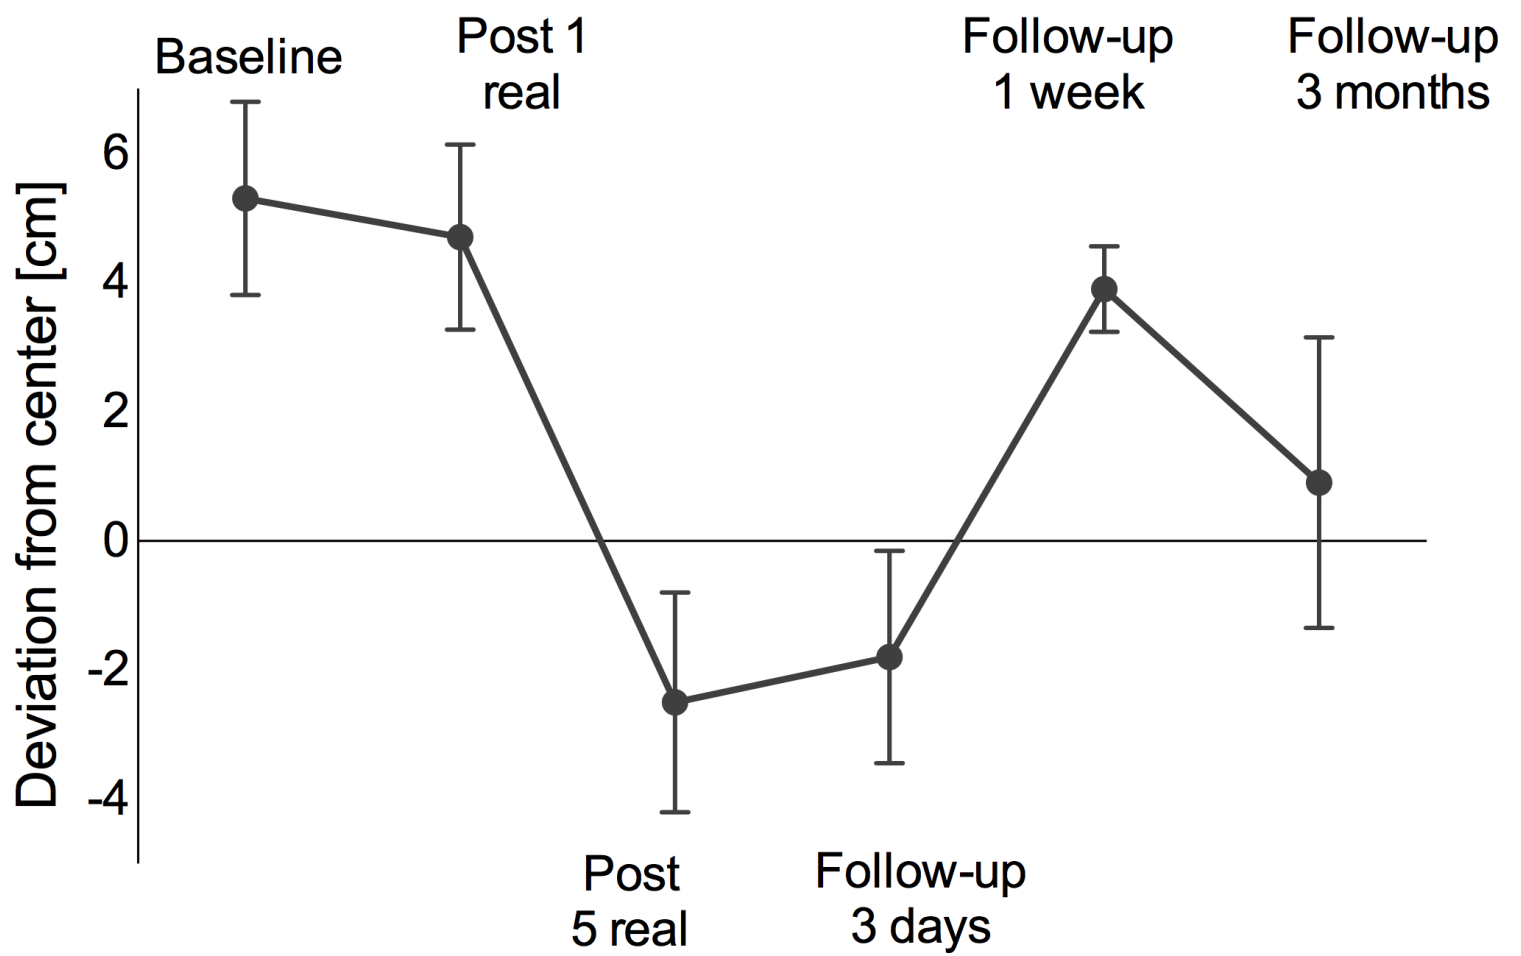 Baseline
Post 1
real
Follow-up
1 week
Follow-up
3 months
Deviation from center [cm]
6
4
2
0
-2
-4
Post
5 real
Follow-up
3 days